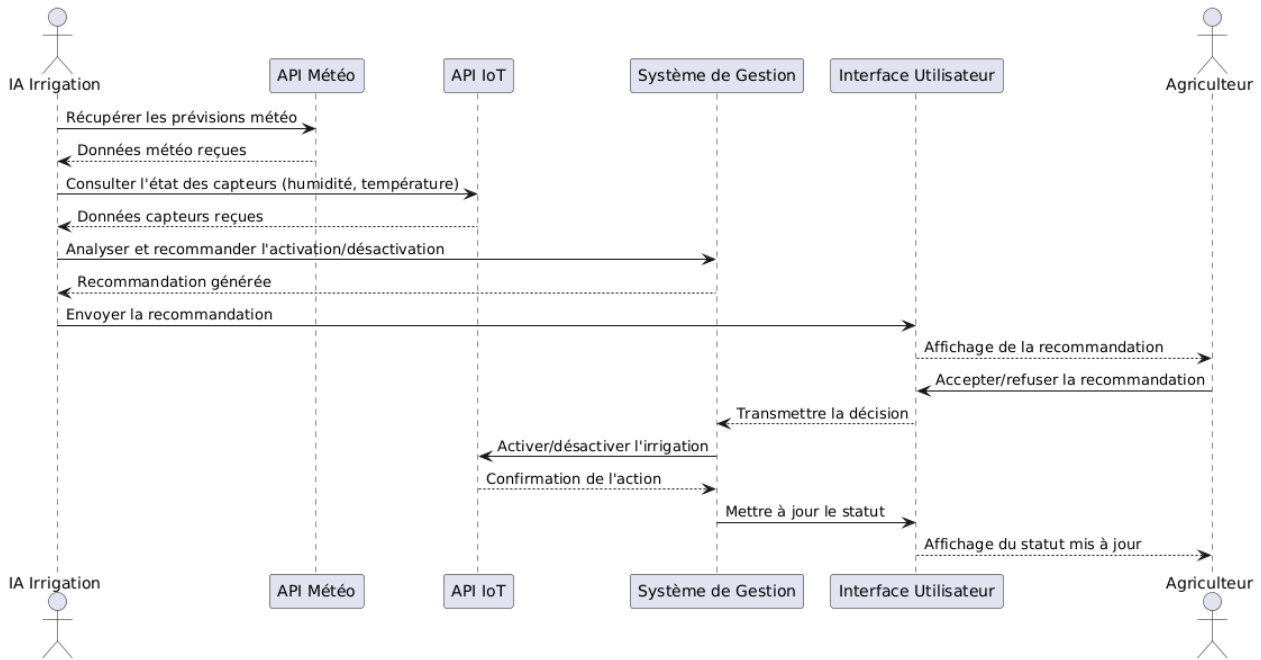 IA Irrigation
API Météo
API IoT
Système de Gestion
Interface Utilisateur
Agriculteur
Récupérer les prévisions météo
Données météo reçues
Consulter l'état des capteurs (humidité, température)
Données capteurs reçues
Analyser et recommander l'activation/désactivation
Recommandation générée
Envoyer la recommandation
Affichage de la recommandation
Accepter/refuser la recommandation
Transmettre la décision
Activer/désactiver l'irrigation
Confirmation de l'action
Mettre à jour le statut
Affichage du statut mis à jour
IA Irrigation
API Météo
API IoT
Système de Gestion
Interface Utilisateur
Agriculteur